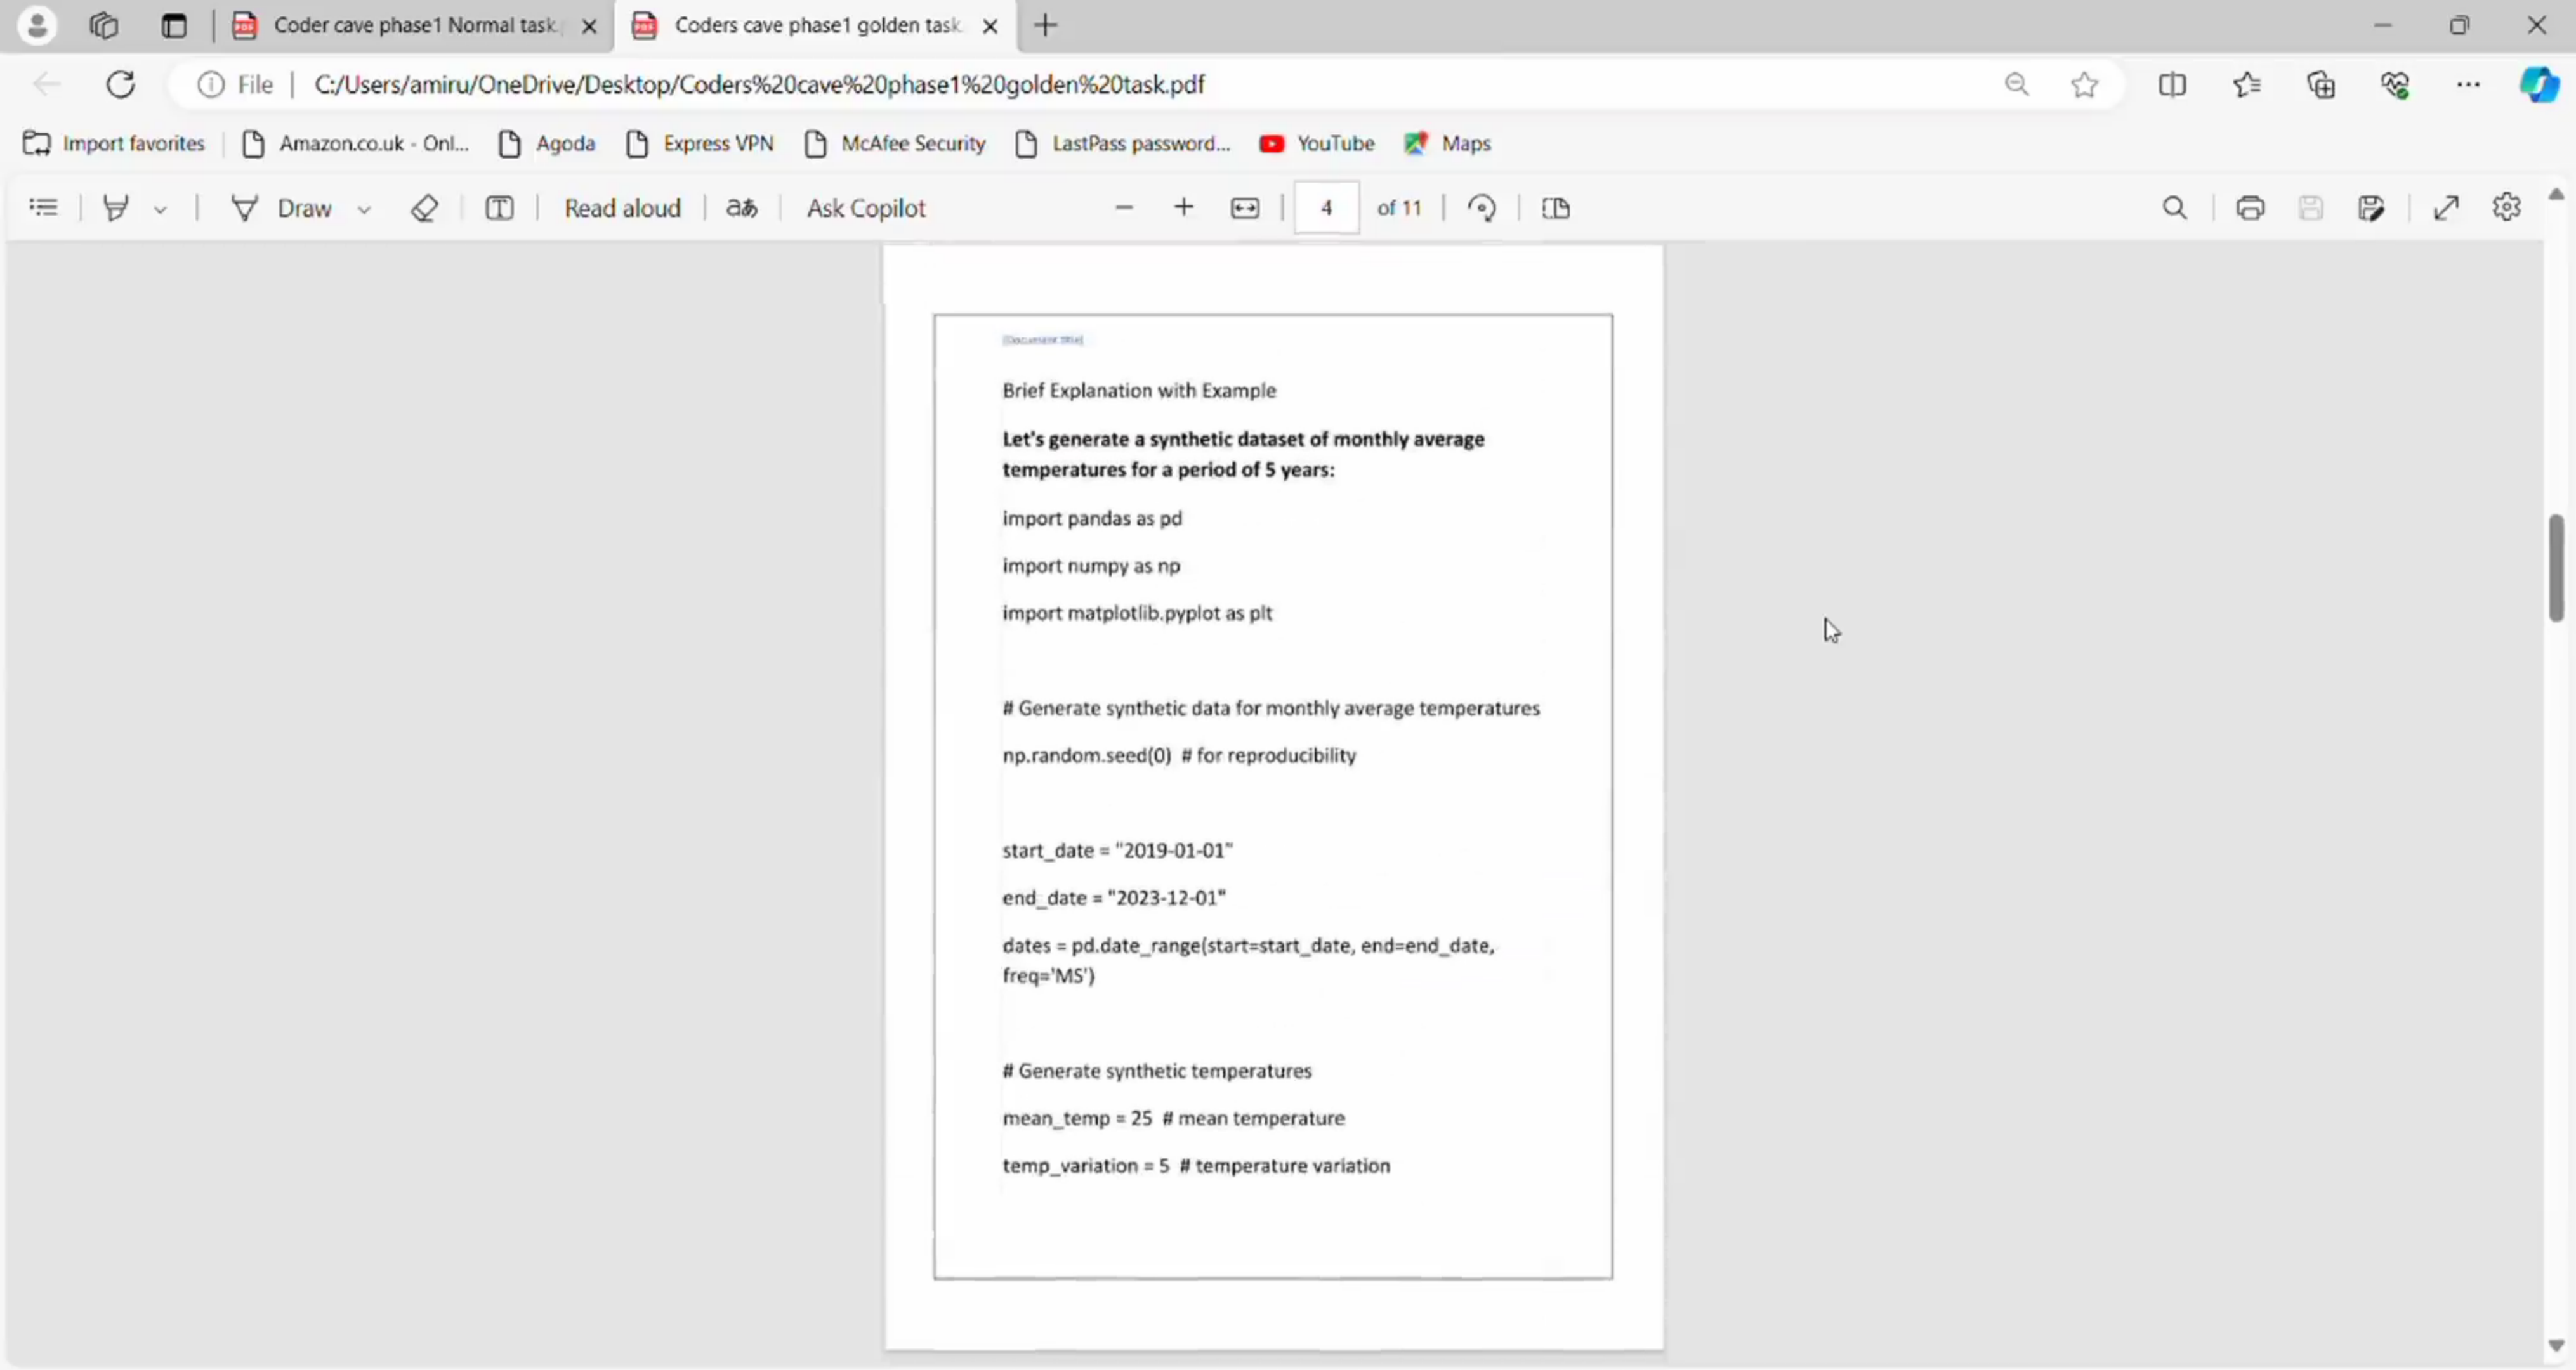 Coder cave phase1 Normal task.
Coders cave phase1 golden task
File
C:/Users/amiru/OneDrive/Desktop/Coders%20cave%20phase1%20golden%20task.pdf
Import favorites
Amazon.co.uk - Onl...
Agoda
Express VPN
McAfee Security
LastPass password...
YouTube
Maps
Draw
Read aloud
aあ
Ask Copilot
4 of 11
[Document title]
Brief Explanation with Example
Let's generate a synthetic dataset of monthly average
temperatures for a period of 5 years:
import pandas as pd
import numpy as np
import matplotlib.pyplot as plt
# Generate synthetic data for monthly average temperatures
np.random.seed(0) # for reproducibility
start_date = "2019-01-01"
end_date = "2023-12-01"
dates = pd.date_range(start=start_date, end=end_date,
freq='MS')
# Generate synthetic temperatures
mean_temp = 25 # mean temperature
temp_variation = 5 # temperature variation